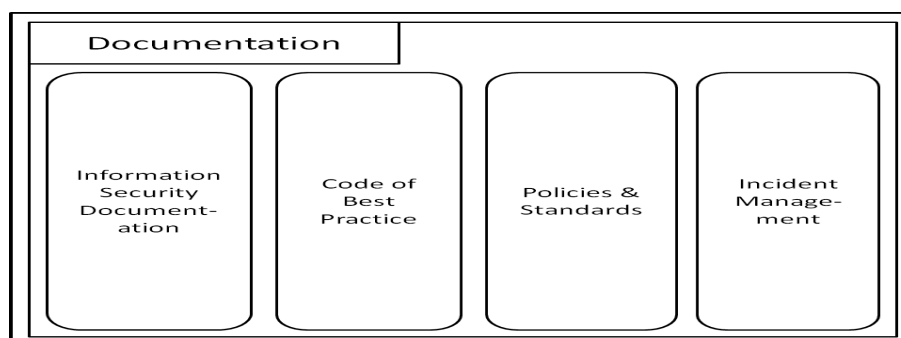 Documentation
Information
Security
Document-
ation
Code of
Best
Practice
Policies &
Standards
Incident
Manage-
ment